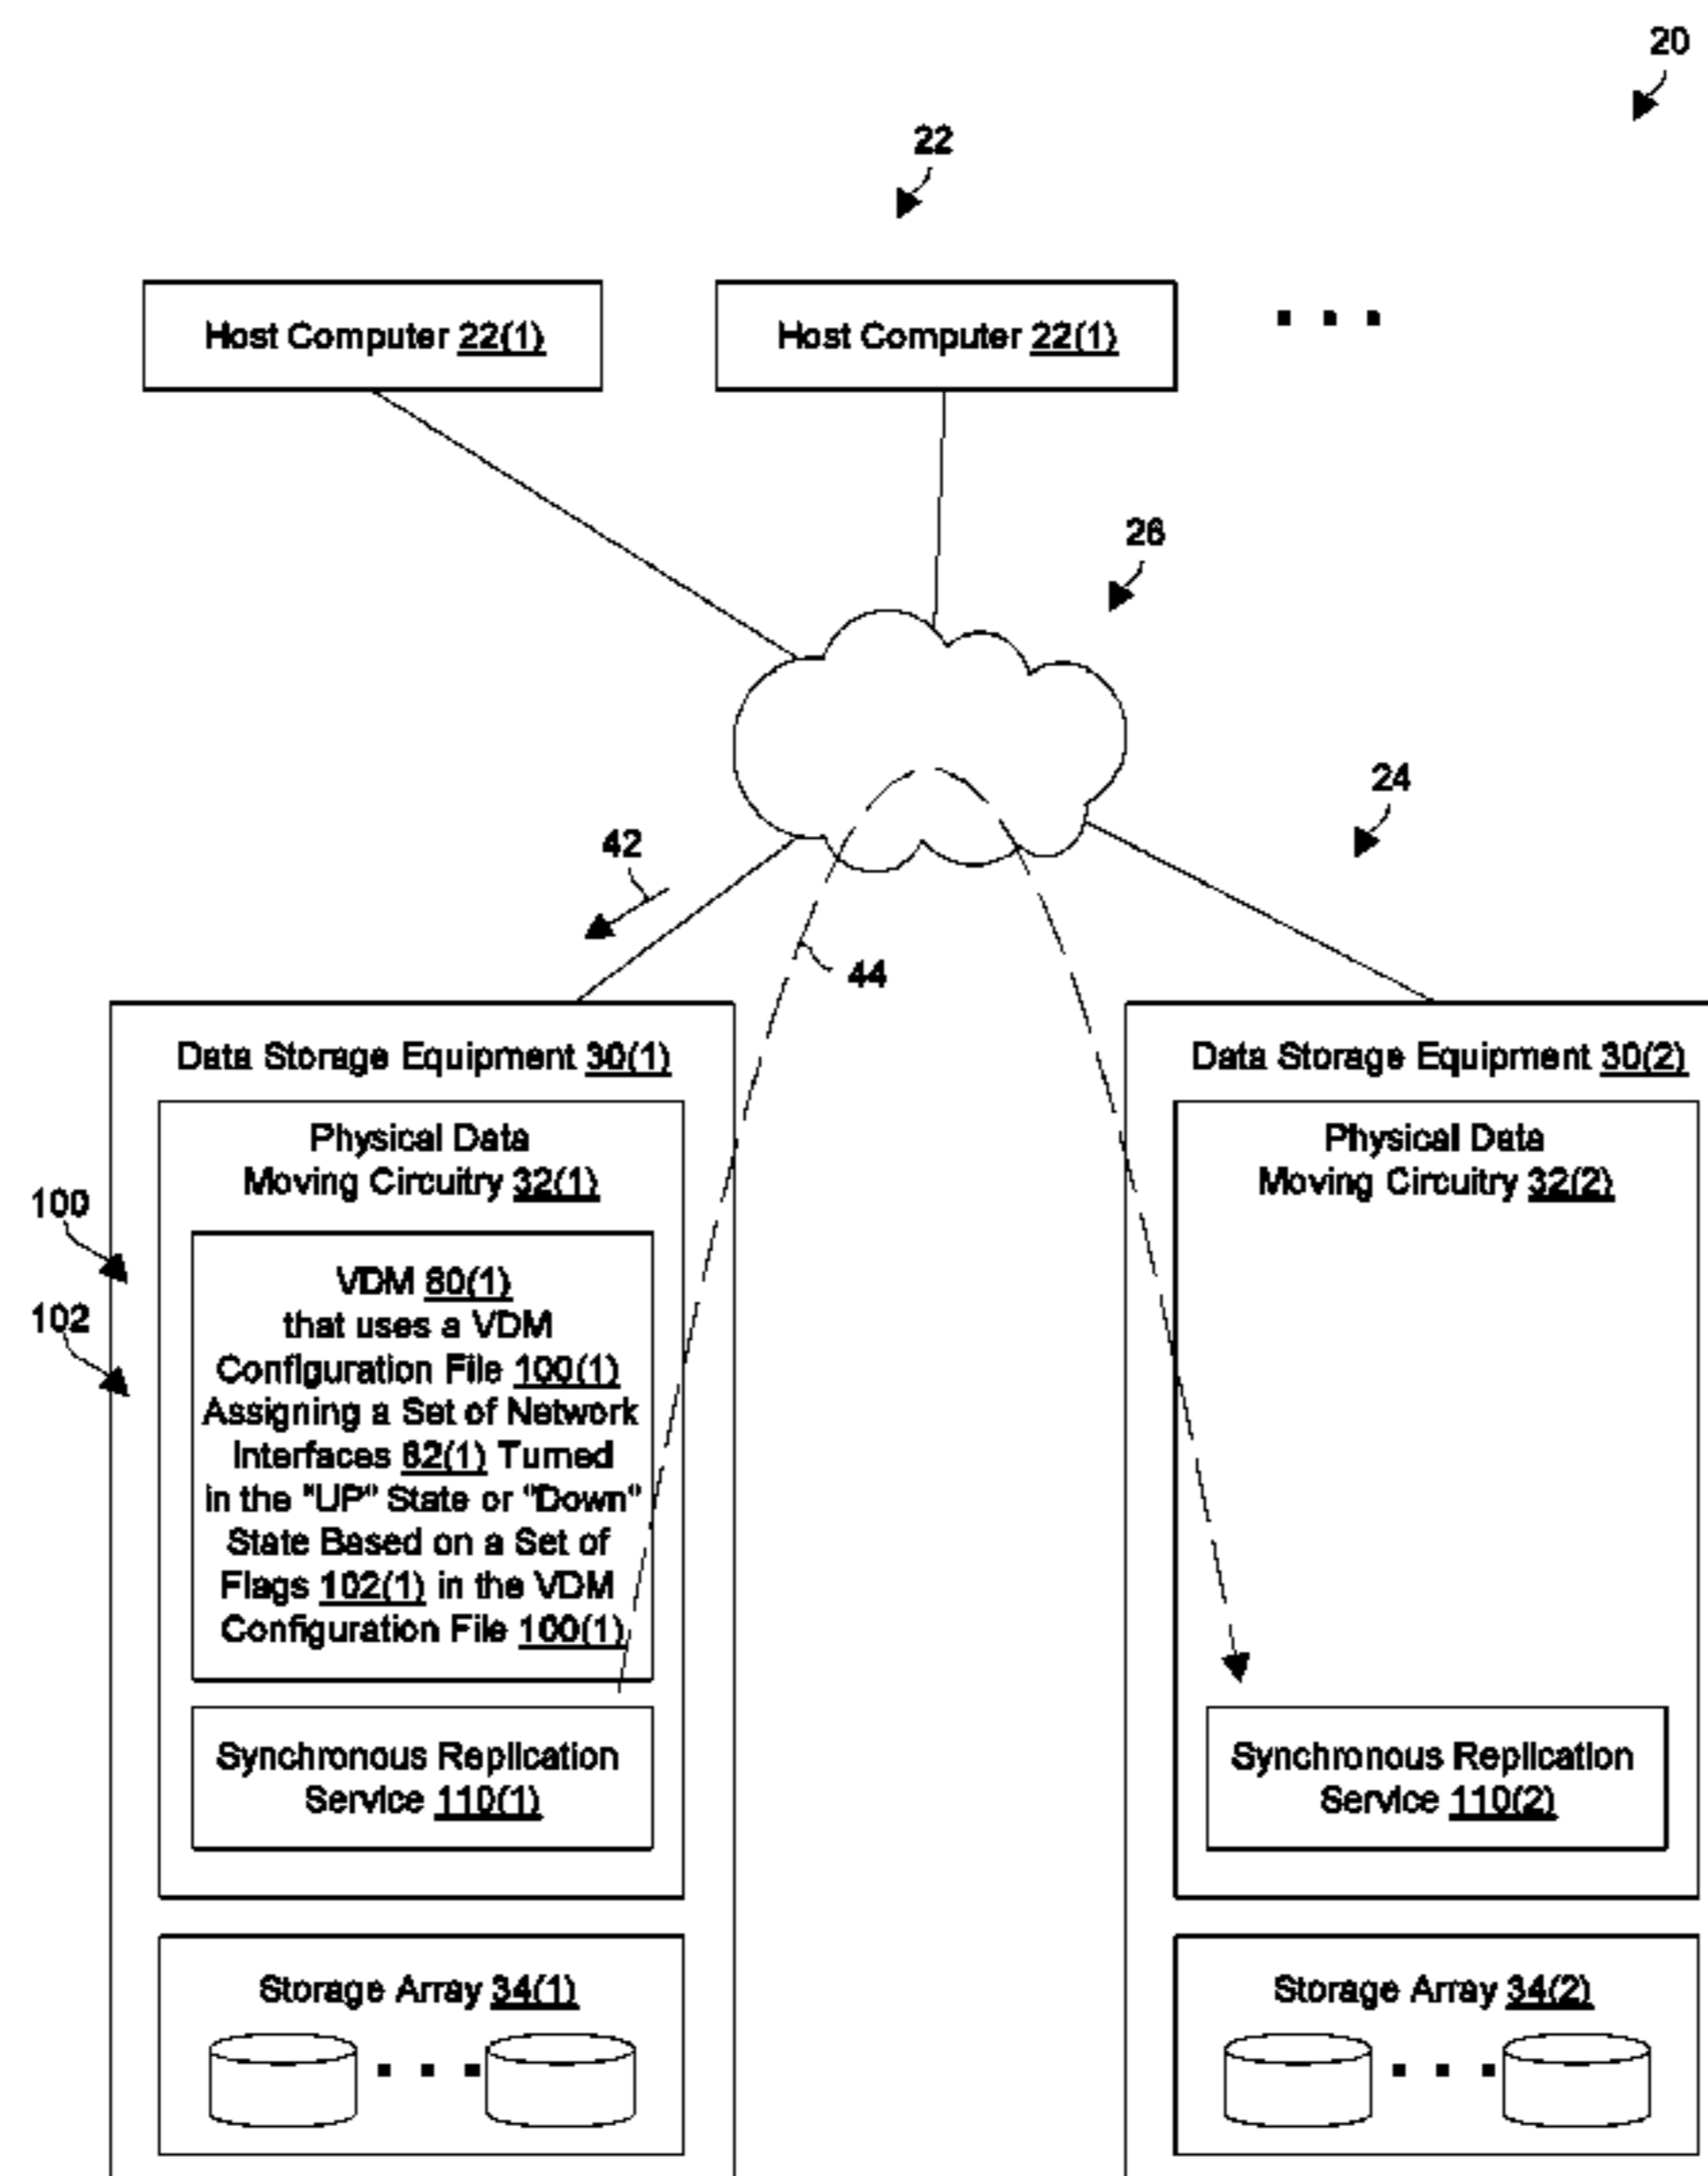 20
22
Host Computer 22(1)
Host Computer 22(1)
26
24
42
44
Data Storage Equipment 30(1)
Data Storage Equipment 30(2)
Physical Data
Moving Circuitry 32(1)
Physical Data
Moving Circuitry 32(2)
100
102
VDM 80(1)
that uses a VDM
Configuration File 100(1)
Assigning a Set of Network
Interfaces 82(1) Turned
in the "UP" State or "Down"
State Based on a Set of
Flags 102(1) in the VDM
Configuration File 100(1)
Synchronous Replication
Service 110(1)
Synchronous Replication
Service 110(2)
Storage Array 34(1)
Storage Array 34(2)